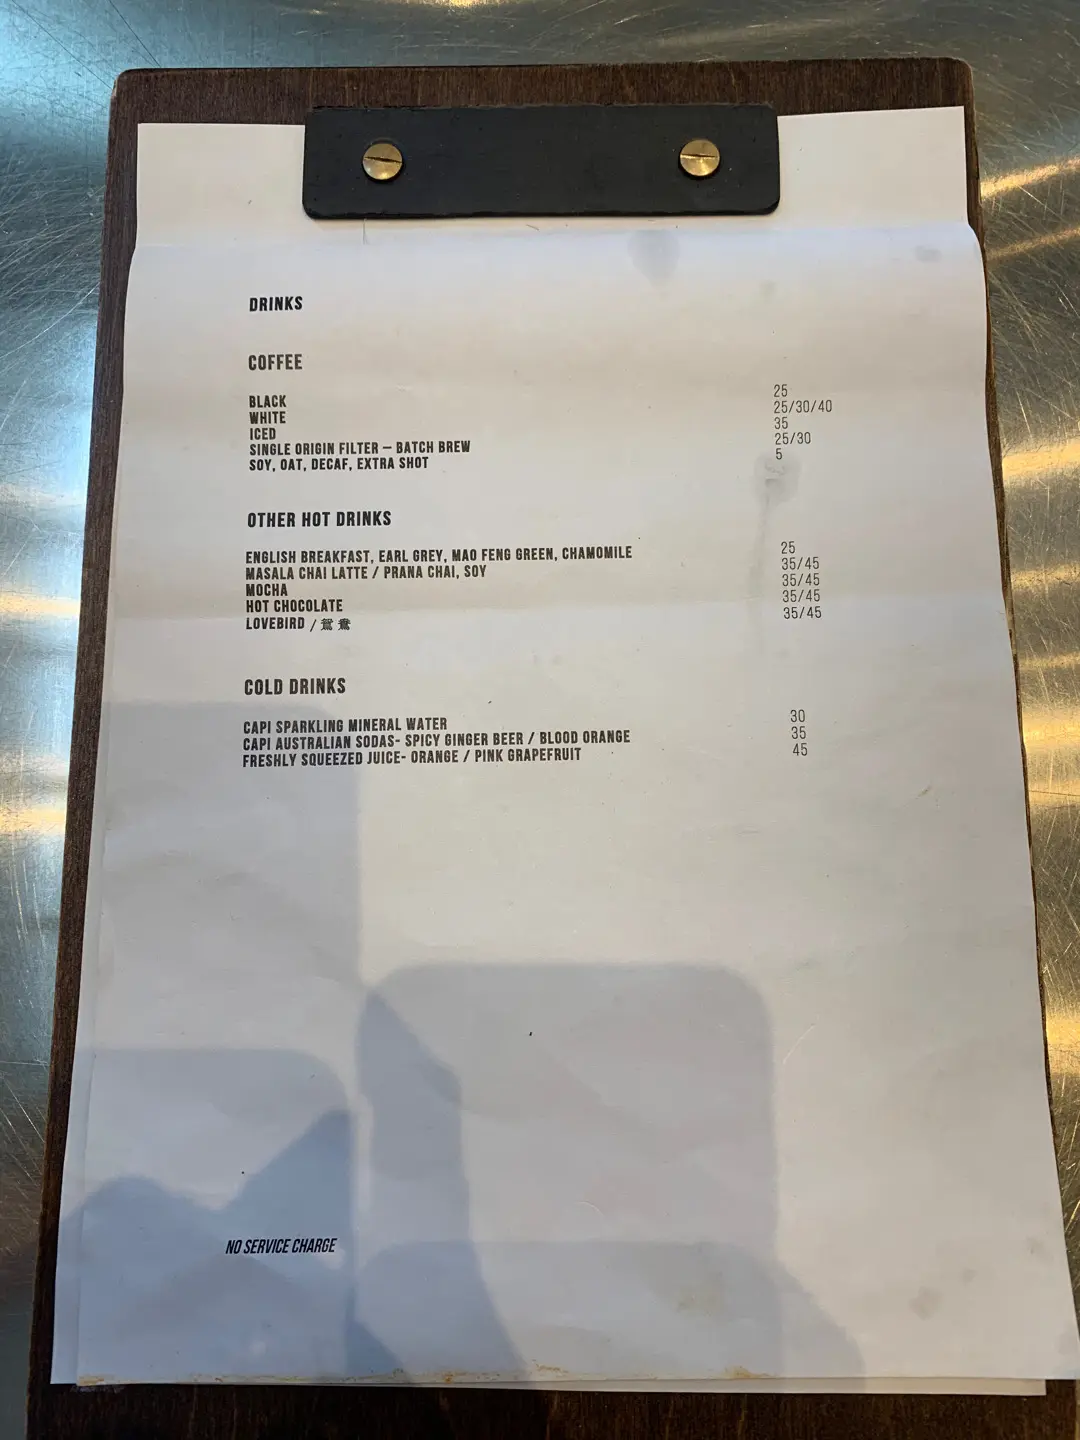 DRINKS
COFFEE
BLACK 25
WHITE 25/30/40
ICED 35
SINGLE ORIGIN FILTER – BATCH BREW 25/30
SOY, OAT, DECAF, EXTRA SHOT 5
OTHER HOT DRINKS
ENGLISH BREAKFAST, EARL GREY, MAO FENG GREEN, CHAMOMILE 25
MASALA CHAI LATTE / PRANA CHAI, SOY 35/45
MOCHA 35/45
HOT CHOCOLATE 35/45
LOVEBIRD / 鴛鴦 35/45
COLD DRINKS
CAPI SPARKLING MINERAL WATER 30
CAPI AUSTRALIAN SODAS- SPICY GINGER BEER / BLOOD ORANGE 35
FRESHLY SQUEEZED JUICE- ORANGE / PINK GRAPEFRUIT 45
NO SERVICE CHARGE